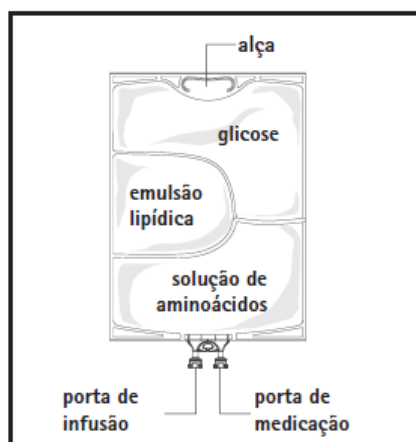 alça
glicose
emulsão
lipídica
solução de
aminoácidos
porta de
infusão
porta de
medicação